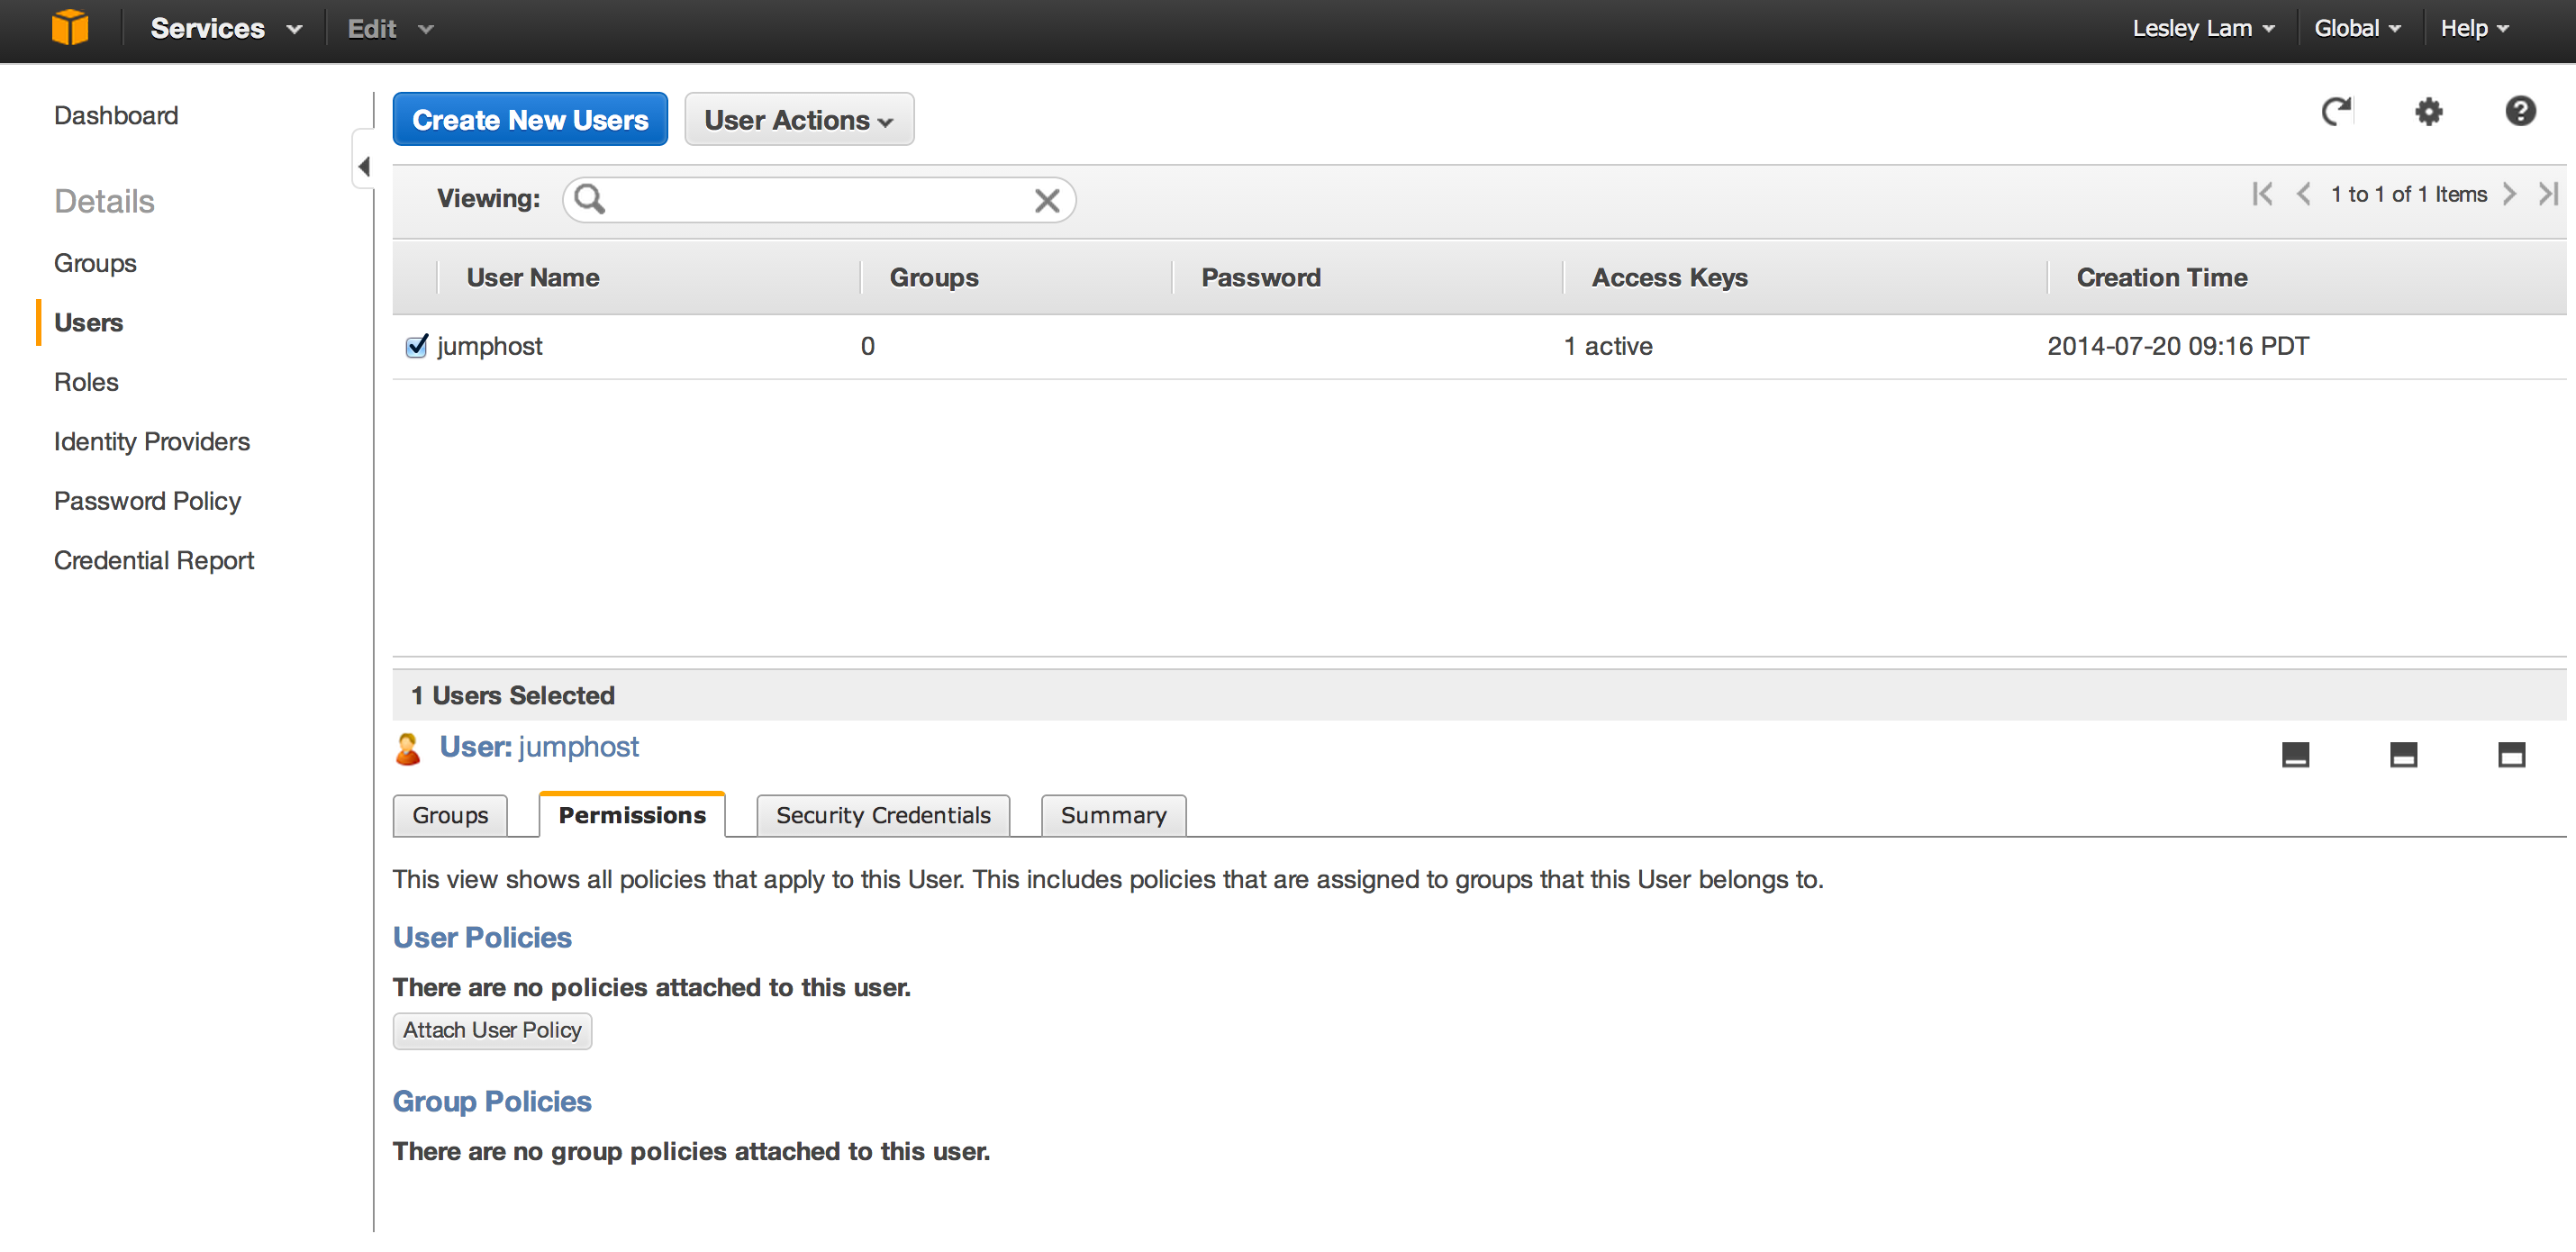 Services Edit Lesley Lam Global Help
Dashboard
Details
Groups
Users
Roles
Identity Providers
Password Policy
Credential Report
Create New Users User Actions
Viewing: 1 to 1 of 1 Items
User Name Groups Password Access Keys Creation Time
jumphost 0 1 active 2014-07-20 09:16 PDT
1 Users Selected
User: jumphost
Groups Permissions Security Credentials Summary
This view shows all policies that apply to this User. This includes policies that are assigned to groups that this User belongs to.
User Policies
There are no policies attached to this user.
Attach User Policy
Group Policies
There are no group policies attached to this user.